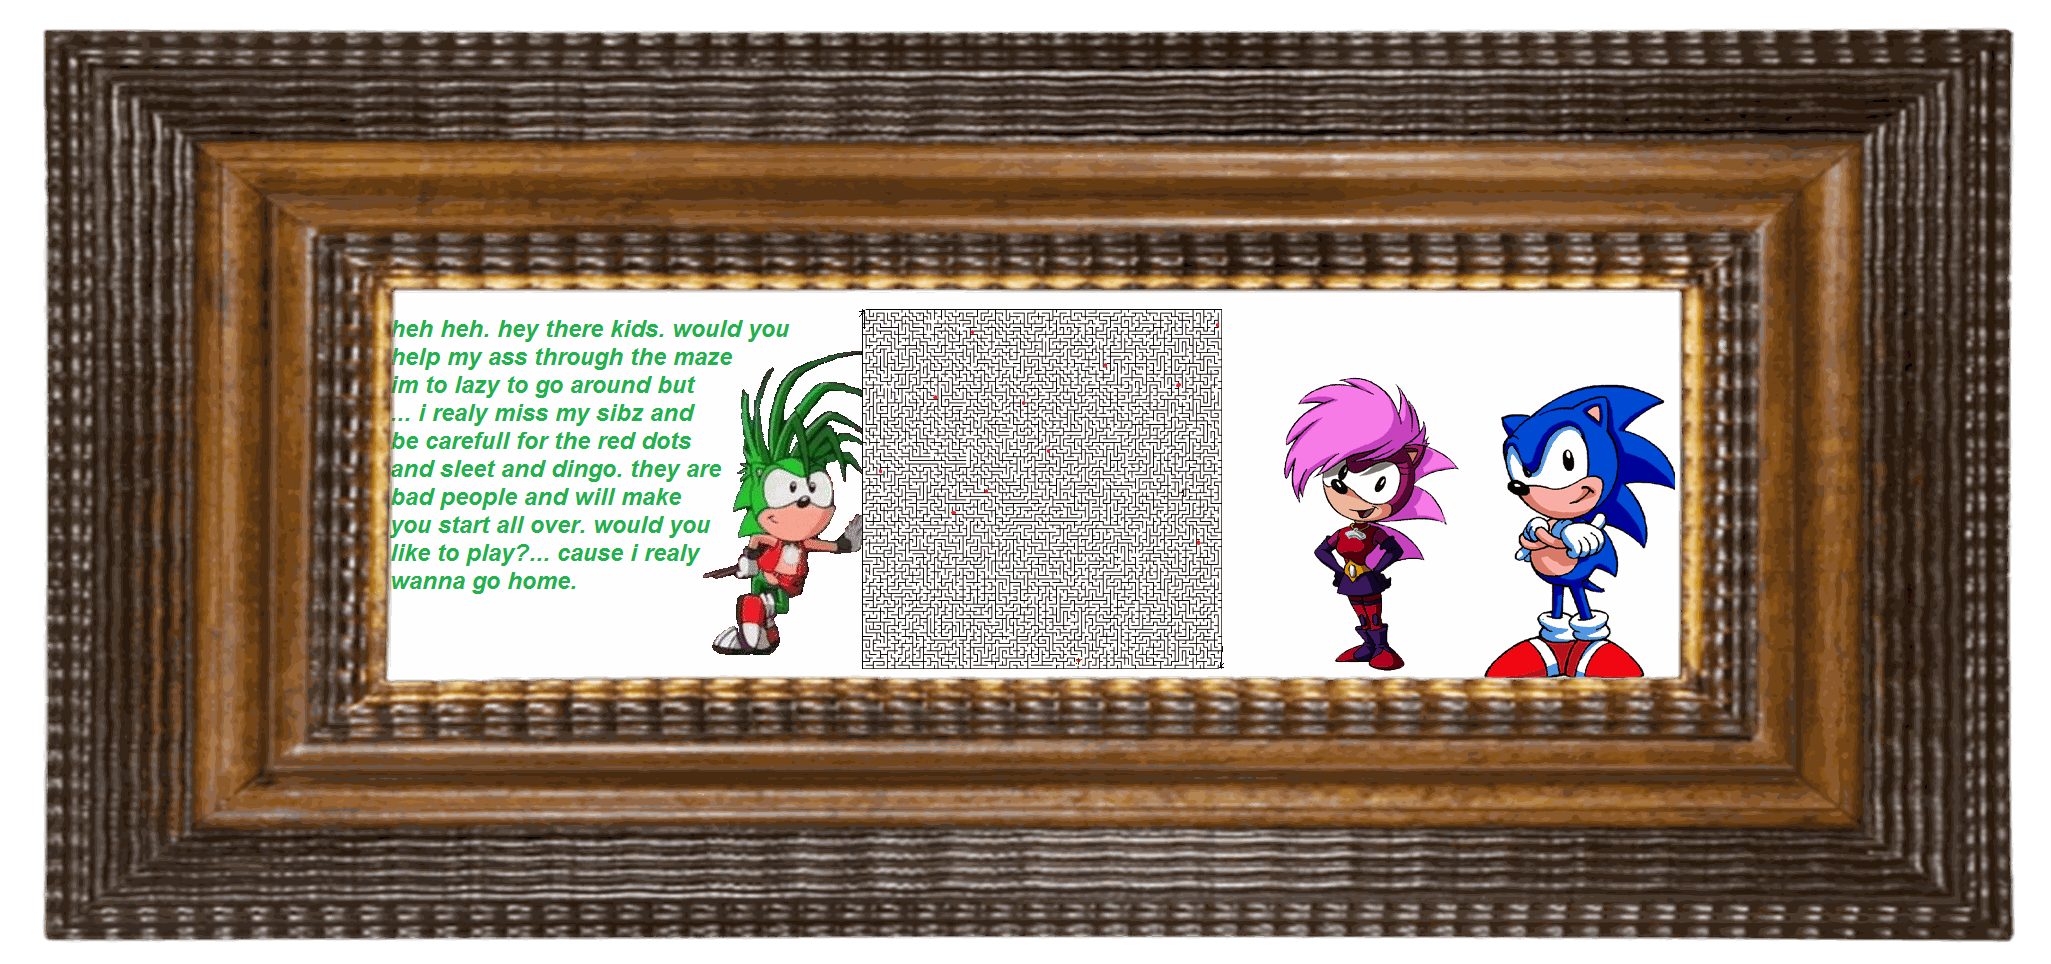 heh heh. hey there kids. would you
help my ass through the maze
im to lazy to go around but
... i realy miss my sibz and
be carefull for the red dots
and sleet and dingo. they are
bad people and will make
you start all over. would you
like to play?... cause i realy
wanna go home.